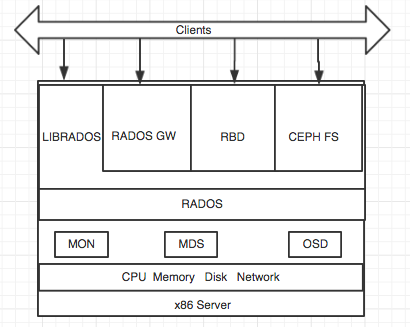 Clients
LIBRADOS
RADOS GW
RBD
CEPH FS
RADOS
MON
MDS
OSD
CPU Memory Disk Network
x86 Server